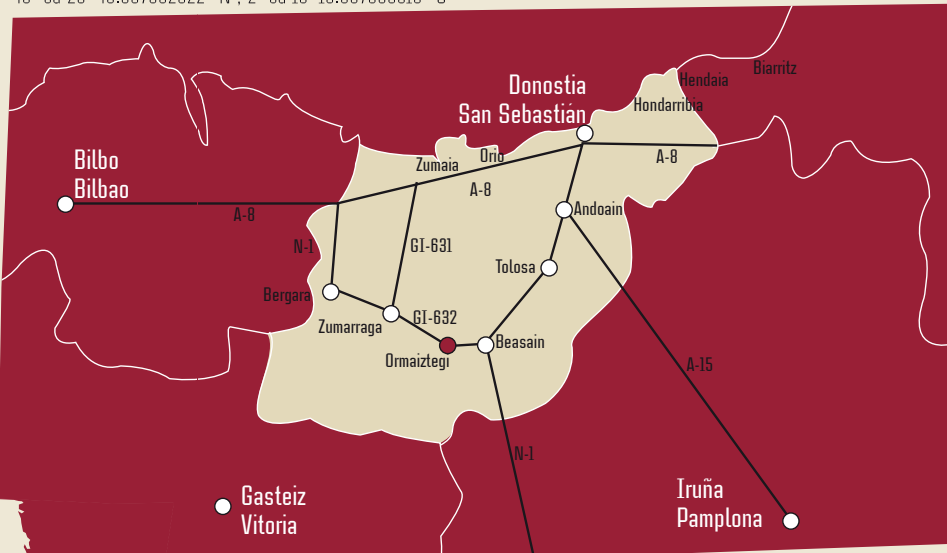 Biarritz
Hendaia
Donostia
San Sebastián
Hondarribia
Bilbo
Bilbao
Zumaia
Orio
A-8
A-8
A-8
Andoain
N-1
GI-631
Tolosa
Bergara
Zumarraga
GI-632
Ormaiztegi
Beasain
A-15
N-1
Gasteiz
Vitoria
Iruña
Pamplona